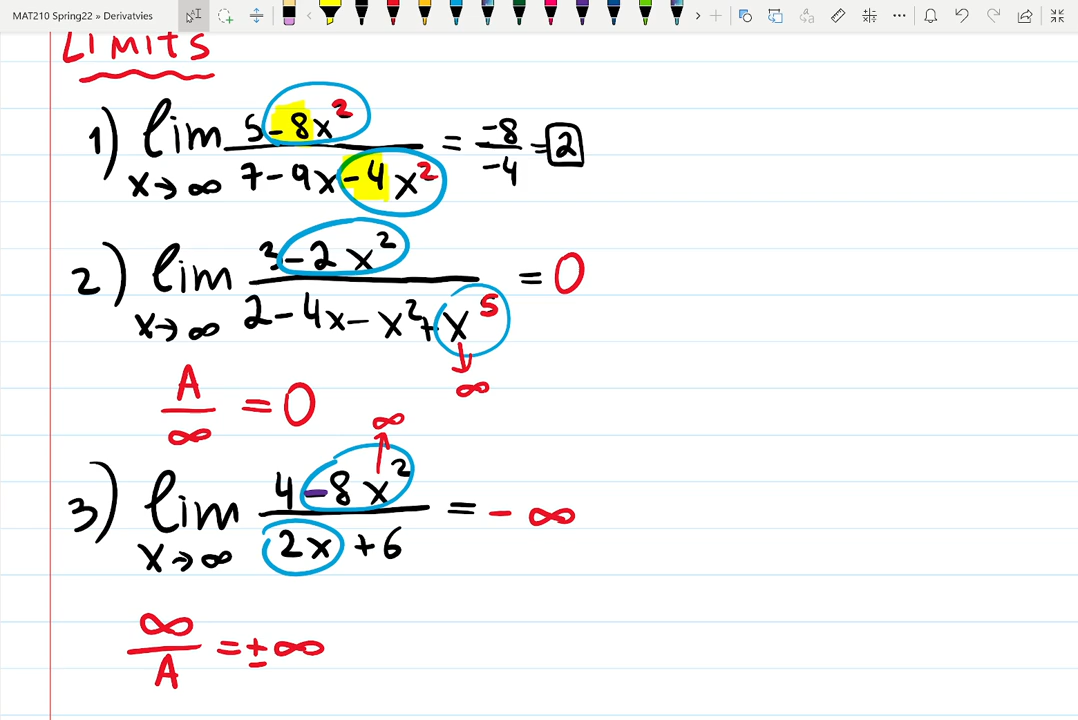 MAT210 Spring22 » Derivatvies
LIMITS
1) lim x→∞ (5 - 8x²)/(7 - 9x - 4x²) = -8/-4 = 2
2) lim x→∞ (3 - 2x²)/(2 - 4x - x² + x⁵) = 0
∞
A/∞ = 0
∞
3) lim x→∞ (4 - 8x²)/(2x + 6) = - ∞
∞/A = ± ∞